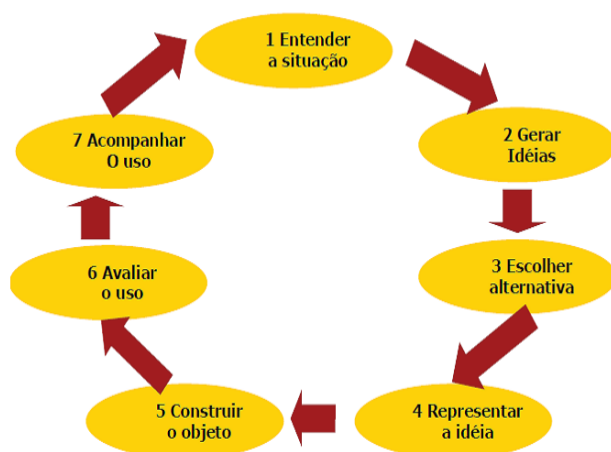 1 Entender
a situação
2 Gerar
Idéias
3 Escolher
alternativa
4 Representar
a idéia
5 Construir
o objeto
6 Avaliar
o uso
7 Acompanhar
O uso